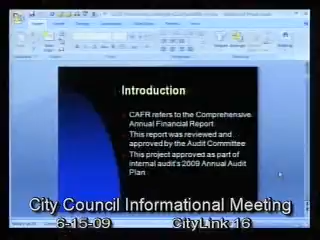 Introduction
CAFR refers to the Comprehensive
Annual Financial Report
This report was reviewed and
approved by the Audit Committee
This project approved as part of
internal audit's 2009 Annual Audit
Plan
City Council Informational Meeting
6-15-09 CityLink 16